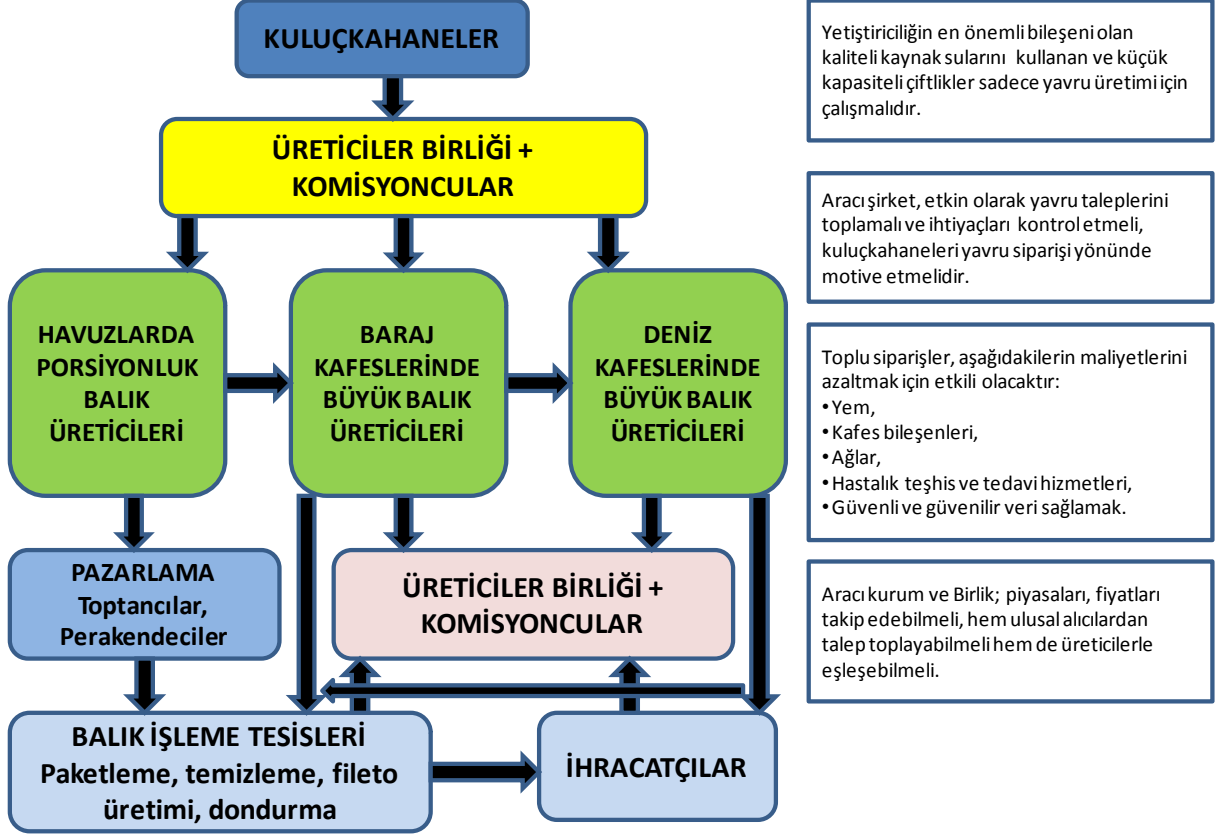 KULUÇKAHANELER
ÜRETİCİLER BİRLİĞİ +
KOMİSYONCULAR
HAVUZLARDA
PORSİYONLUK
BALIK
ÜRETİCİLERİ
BARAJ
KAFESLERİNDE
BÜYÜK BALIK
ÜRETİCİLERİ
DENİZ
KAFESLERİNDE
BÜYÜK BALIK
ÜRETİCİLERİ
PAZARLAMA
Toptancılar,
Perakendeciler
ÜRETİCİLER BİRLİĞİ +
KOMİSYONCULAR
BALIK İŞLEME TESİSLERİ
Paketleme, temizleme, fileto
üretimi, dondurma
İHRACATÇILAR
Yetiştiriciliğin en önemli bileşeni olan
kaliteli kaynak sularını kullanan ve küçük
kapasiteli çiftlikler sadece yavru üretimi için
çalışmalıdır.
Aracı şirket, etkin olarak yavru taleplerini
toplamalı ve ihtiyaçları kontrol etmeli,
kuluçkahaneleri yavru siparişi yönünde
motive etmelidir.
Toplu siparişler, aşağıdakilerin maliyetlerini
azaltmak için etkili olacaktır:
• Yem,
• Kafes bileşenleri,
• Ağlar,
• Hastalık teşhis ve tedavi hizmetleri,
• Güvenli ve güvenilir veri sağlamak.
Aracı kurum ve Birlik; piyasaları, fiyatları
takip edebilmeli, hem ulusal alıcılardan
talep toplayabilmeli hem de üreticilerle
eşleşebilmeli.